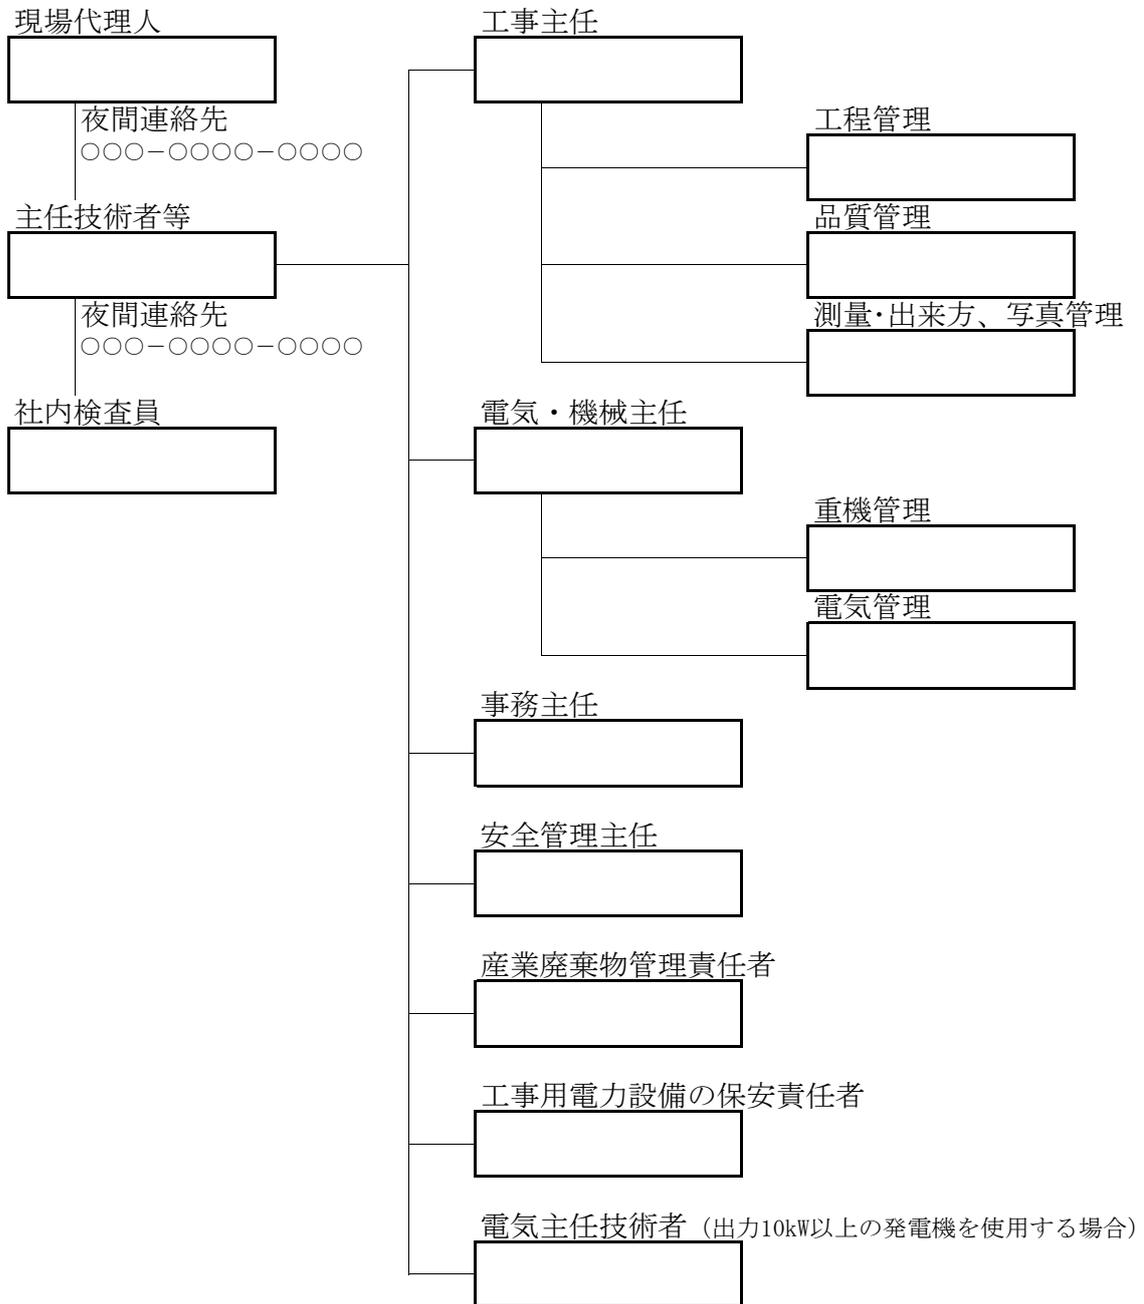 現場代理人
夜間連絡先
○○○－○○○○－○○○○
主任技術者等
夜間連絡先
○○○－○○○○－○○○○
社内検査員
工事主任
工程管理
品質管理
測量・出来方、写真管理
電気・機械主任
重機管理
電気管理
事務主任
安全管理主任
産業廃棄物管理責任者
工事用電力設備の保安責任者
電気主任技術者（出力10kW以上の発電機を使用する場合）